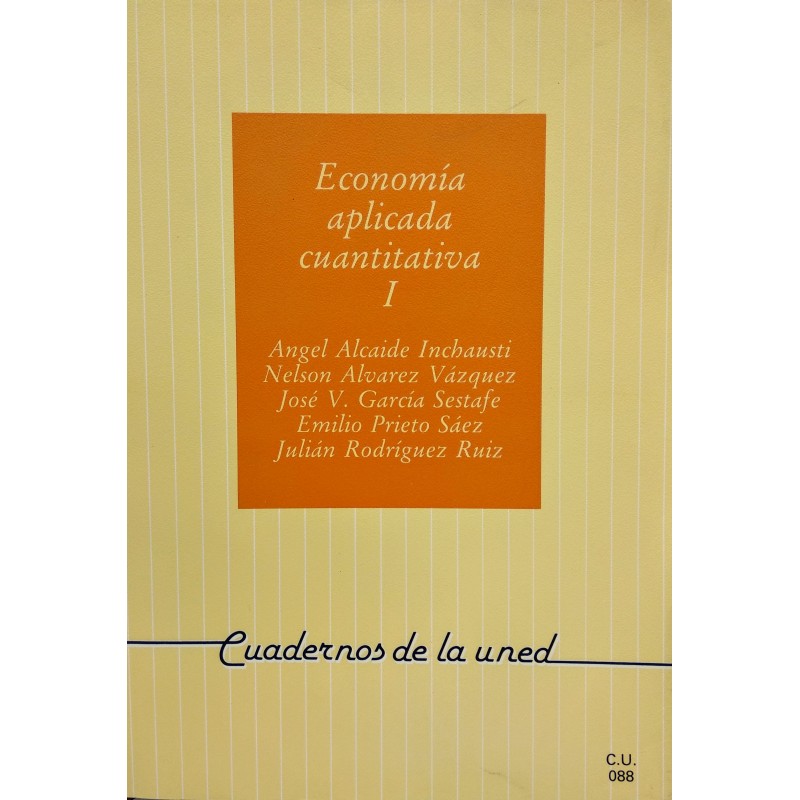 Economía
aplicada
cuantitativa
I
Angel Alcaide Inchausti
Nelson Alvarez Vázquez
José V. García Sestafe
Emilio Prieto Sáez
Julián Rodríguez Ruiz
Cuadernos de la uned
C.U.
088